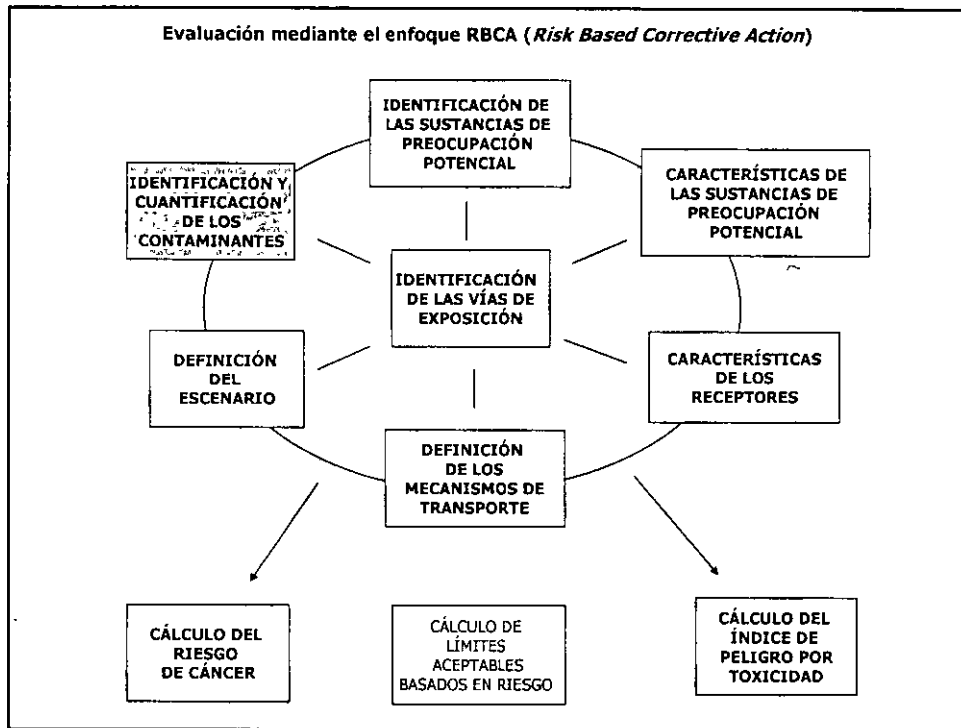 Evaluación mediante el enfoque RBCA (Risk Based Corrective Action)
IDENTIFICACIÓN DE
LAS SUSTANCIAS DE
PREOCUPACIÓN
POTENCIAL
IDENTIFICACIÓN Y
CUANTIFICACIÓN
DE LOS
CONTAMINANTES
CARACTERÍSTICAS DE
LAS SUSTANCIAS DE
PREOCUPACIÓN
POTENCIAL
IDENTIFICACIÓN
DE LAS VÍAS DE
EXPOSICIÓN
DEFINICIÓN
DEL
ESCENARIO
CARACTERÍSTICAS
DE LOS
RECEPTORES
DEFINICIÓN
DE LOS
MECANISMOS DE
TRANSPORTE
CÁLCULO DEL
RIESGO
DE CÁNCER
CÁLCULO DE
LÍMITES
ACEPTABLES
BASADOS EN RIESGO
CÁLCULO DEL
ÍNDICE DE
PELIGRO POR
TOXICIDAD